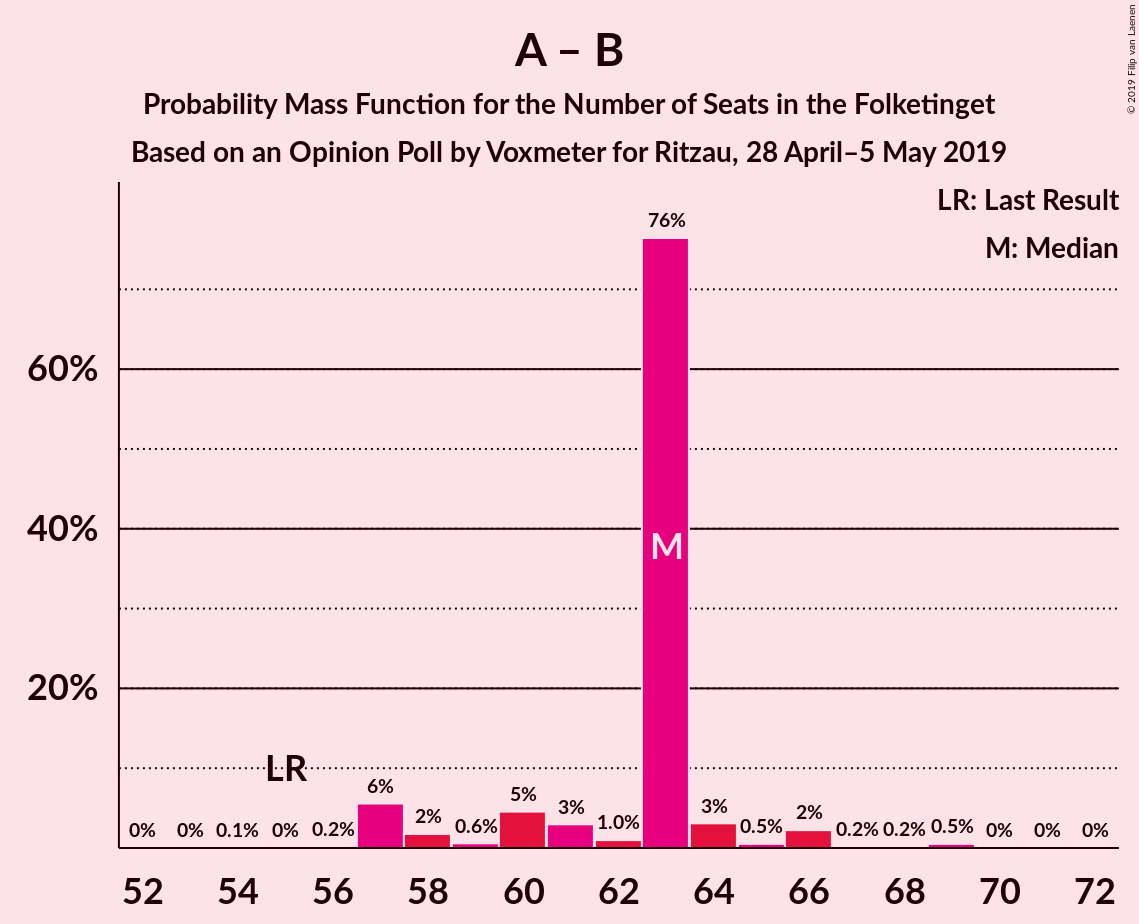 A – B
Probability Mass Function for the Number of Seats in the Folketinget
Based on an Opinion Poll by Voxmeter for Ritzau, 28 April–5 May 2019
© 2019 Filip van Laenen
LR: Last Result
M: Median
76%
60%
40%
M
20%
LR
0% 0% 0.1% 0% 0.2% 6% 2% 0.6% 5% 3% 1.0% 3% 0.5% 2% 0.2% 0.2% 0.5% 0% 0% 0%
52 54 56 58 60 62 64 66 68 70 72